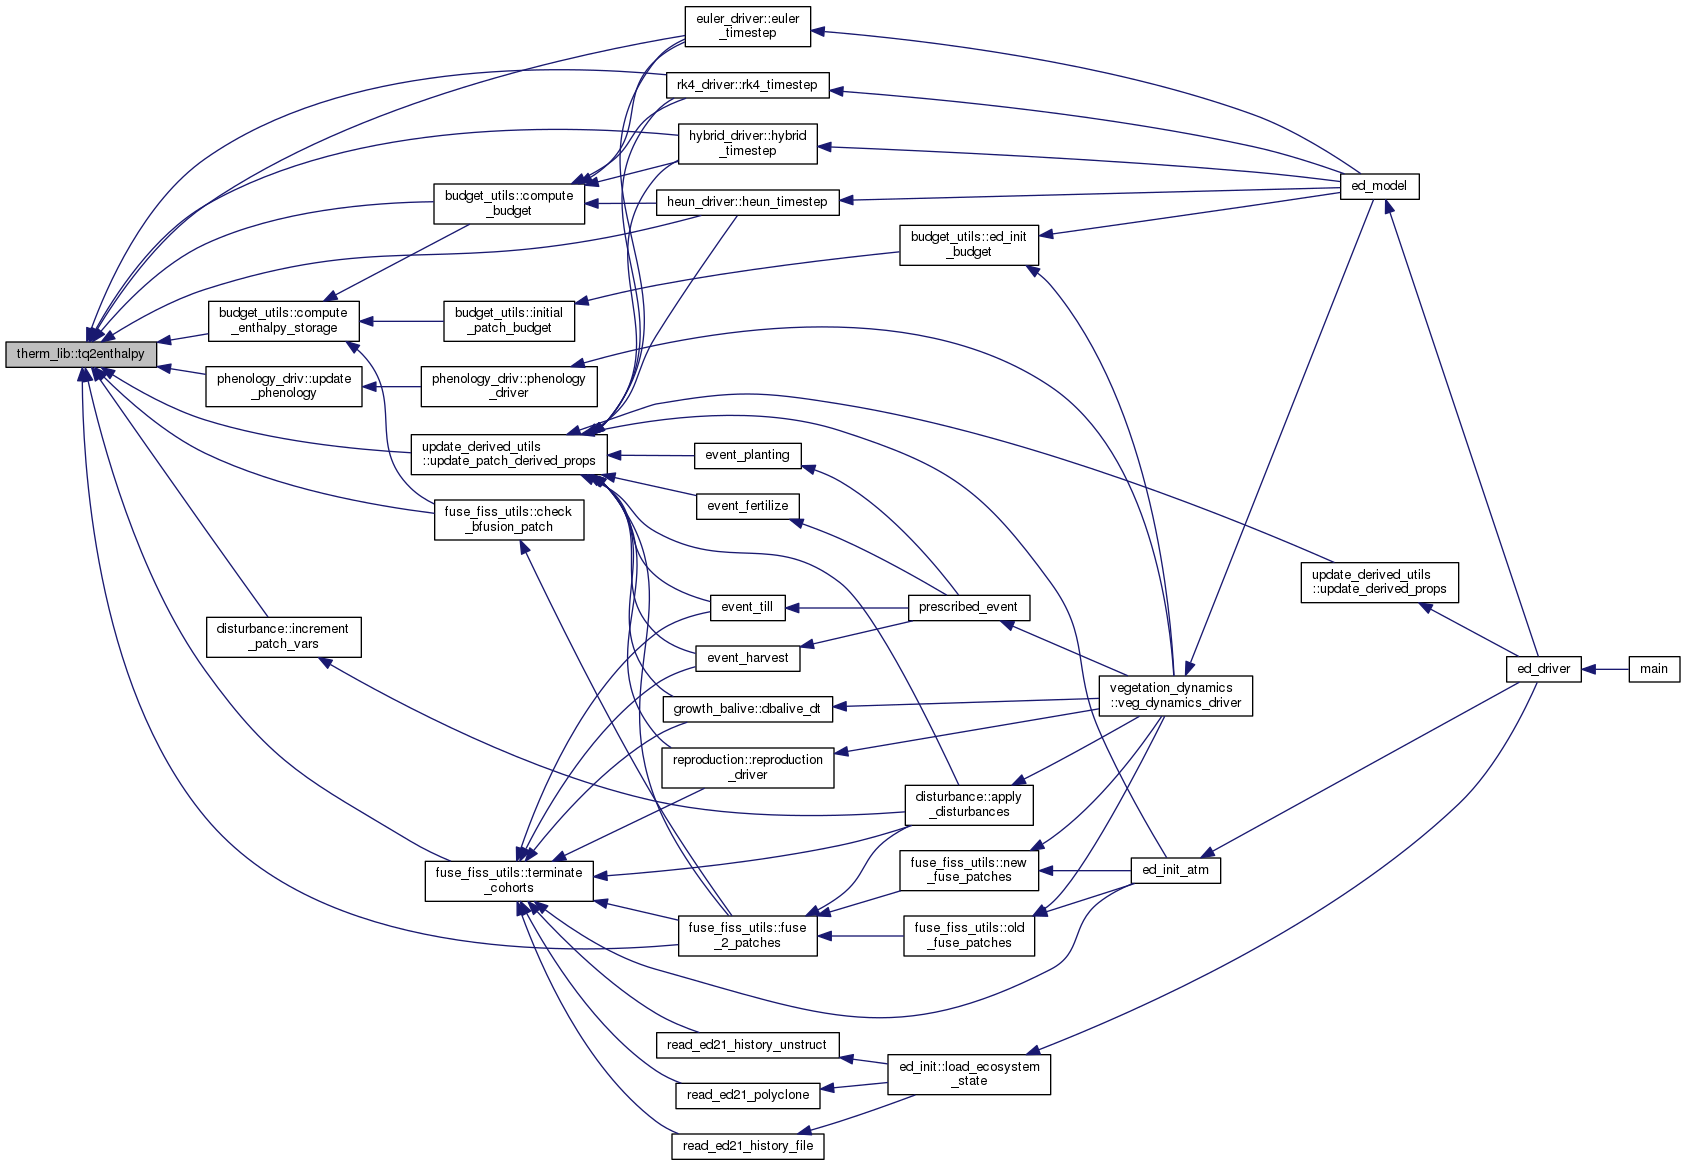 euler_driver::euler
_timestep
rk4_driver::rk4_timestep
hybrid_driver::hybrid
_timestep
ed_model
budget_utils::compute
_budget
heun_driver::heun_timestep
budget_utils::ed_init
_budget
budget_utils::compute
_enthalpy_storage
budget_utils::initial
_patch_budget
therm_lib::tq2enthalpy
phenology_driv::update
_phenology
phenology_driv::phenology
_driver
update_derived_utils
::update_patch_derived_props
event_planting
event_fertilize
fuse_fiss_utils::check
_bfusion_patch
update_derived_utils
::update_derived_props
event_till
prescribed_event
disturbance::increment
_patch_vars
event_harvest
ed_driver
main
vegetation_dynamics
::veg_dynamics_driver
growth_balive::dbalive_dt
reproduction::reproduction
_driver
disturbance::apply
_disturbances
fuse_fiss_utils::terminate
_cohorts
fuse_fiss_utils::new
_fuse_patches
ed_init_atm
fuse_fiss_utils::fuse
_2_patches
fuse_fiss_utils::old
_fuse_patches
read_ed21_history_unstruct
ed_init::load_ecosystem
_state
read_ed21_polyclone
read_ed21_history_file